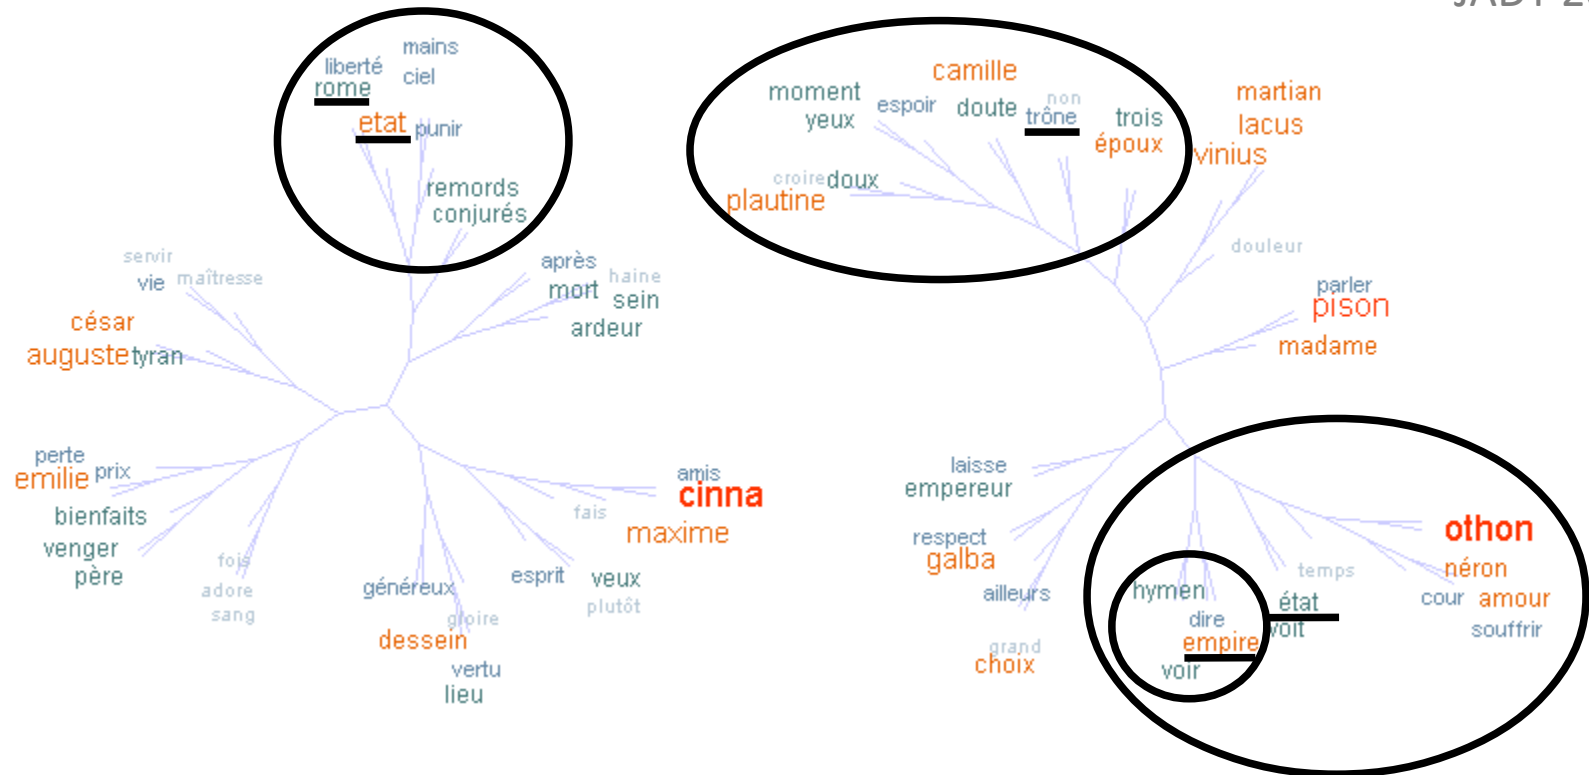 mains
liberté
ciel
rome
etat
punir
remords
conjurés
servir
vie
maîtresse
césar
auguste
tyran
après
haine
mort
sein
ardeur
perte
emilie
prix
bienfaits
venger
père
fois
adore
sang
généreux
gloire
dessein
vertu
lieu
esprit
veux
plutôt
amis
cinna
fais
maxime
camille
moment
yeux
espoir
doute
non
trône
trois
époux
croire
doux
plautine
martian
lacus
vinius
douleur
parler
pison
madame
laisse
empereur
respect
galba
ailleurs
grand
choix
hymen
dire
empire
voir
temps
état
voit
othon
néron
cour
amour
souffrir